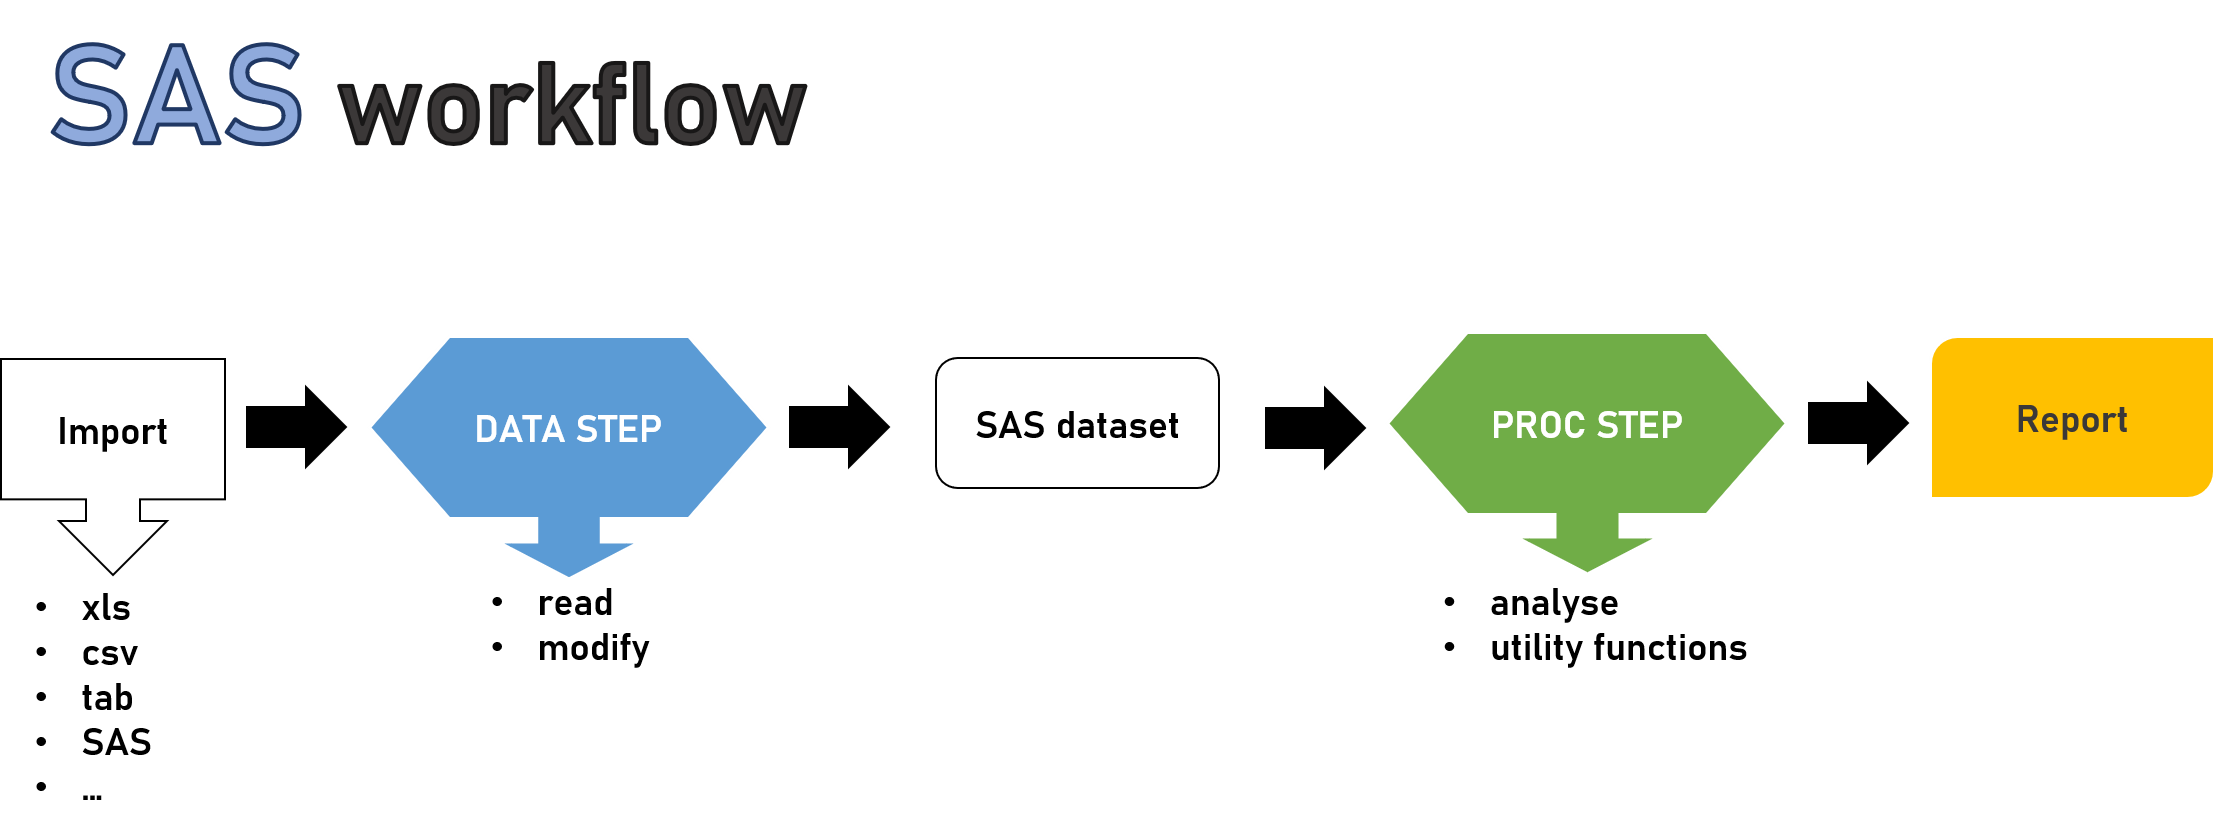 SAS workflow
Import
DATA STEP
SAS dataset
PROC STEP
Report
• xls
• csv
• tab
• SAS
• ...
• read
• modify
• analyse
• utility functions